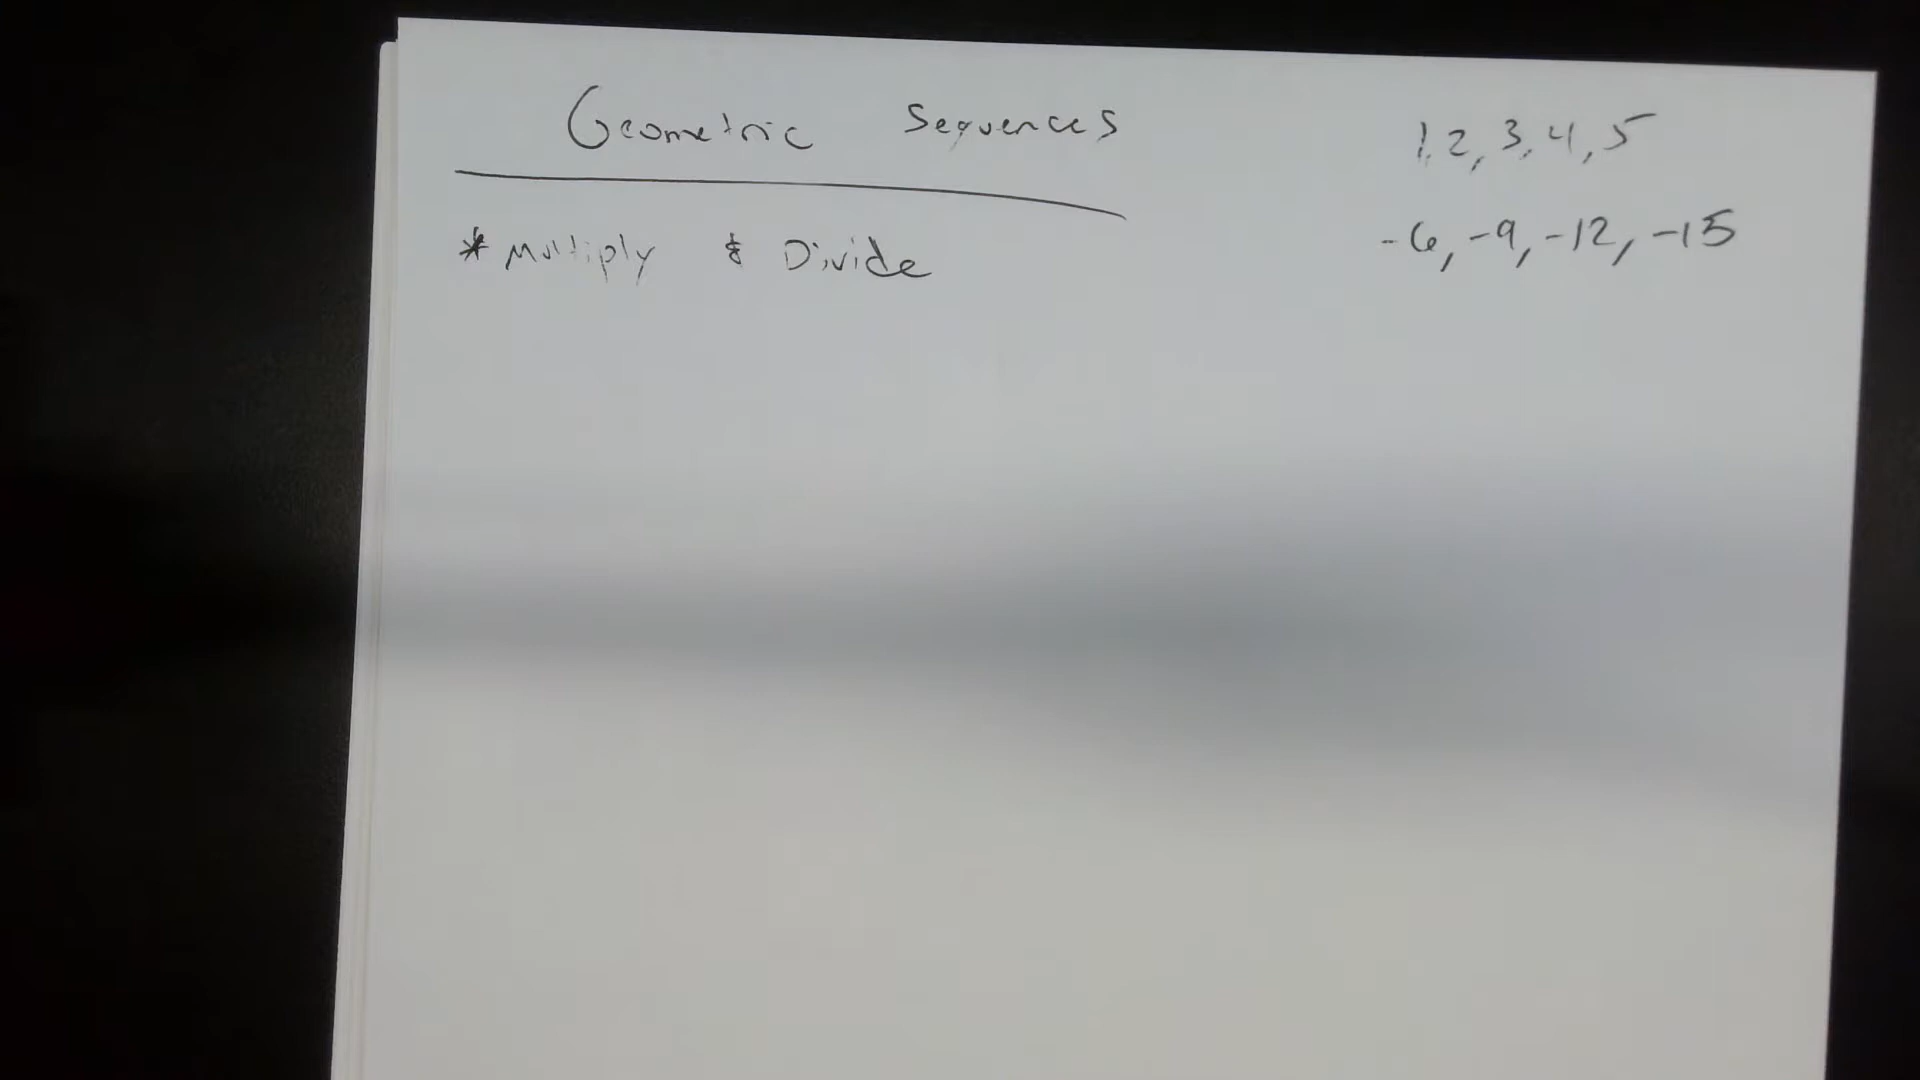 Geometric Sequences
* Multiply & Divide
1, 2, 3, 4, 5
-6, -9, -12, -15